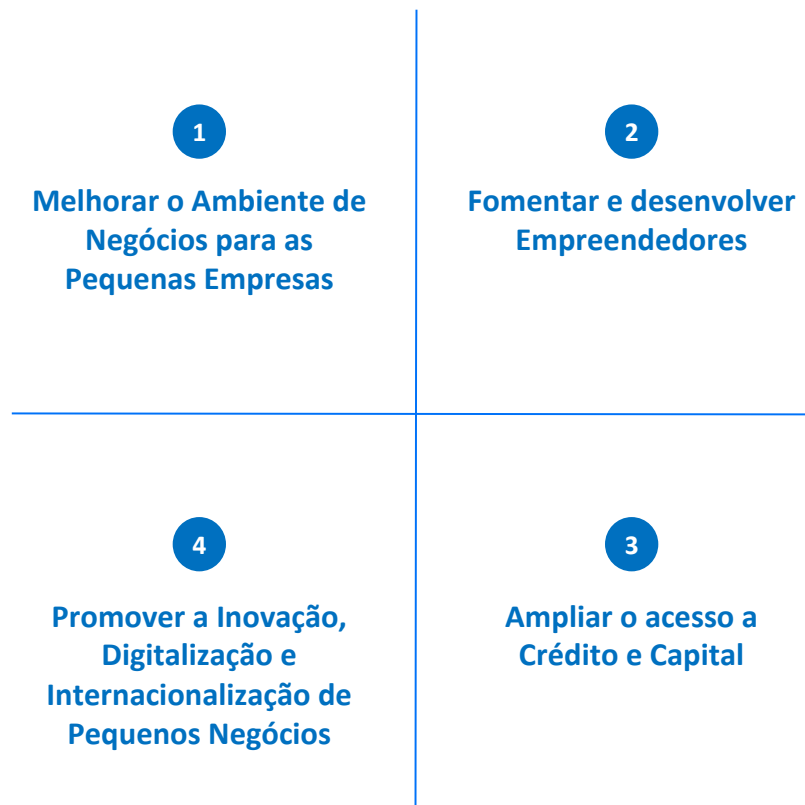 1
Melhorar o Ambiente de
Negócios para as
Pequenas Empresas
2
Fomentar e desenvolver
Empreendedores
3
Ampliar o acesso a
Crédito e Capital
4
Promover a Inovação,
Digitalização e
Internacionalização de
Pequenos Negócios